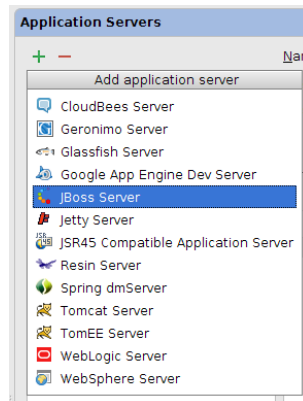 Application Servers
Add application server
CloudBees Server
Geronimo Server
Glassfish Server
Google App Engine Dev Server
JBoss Server
Jetty Server
JSR45 Compatible Application Server
Resin Server
Spring dmServer
Tomcat Server
TomEE Server
WebLogic Server
WebSphere Server